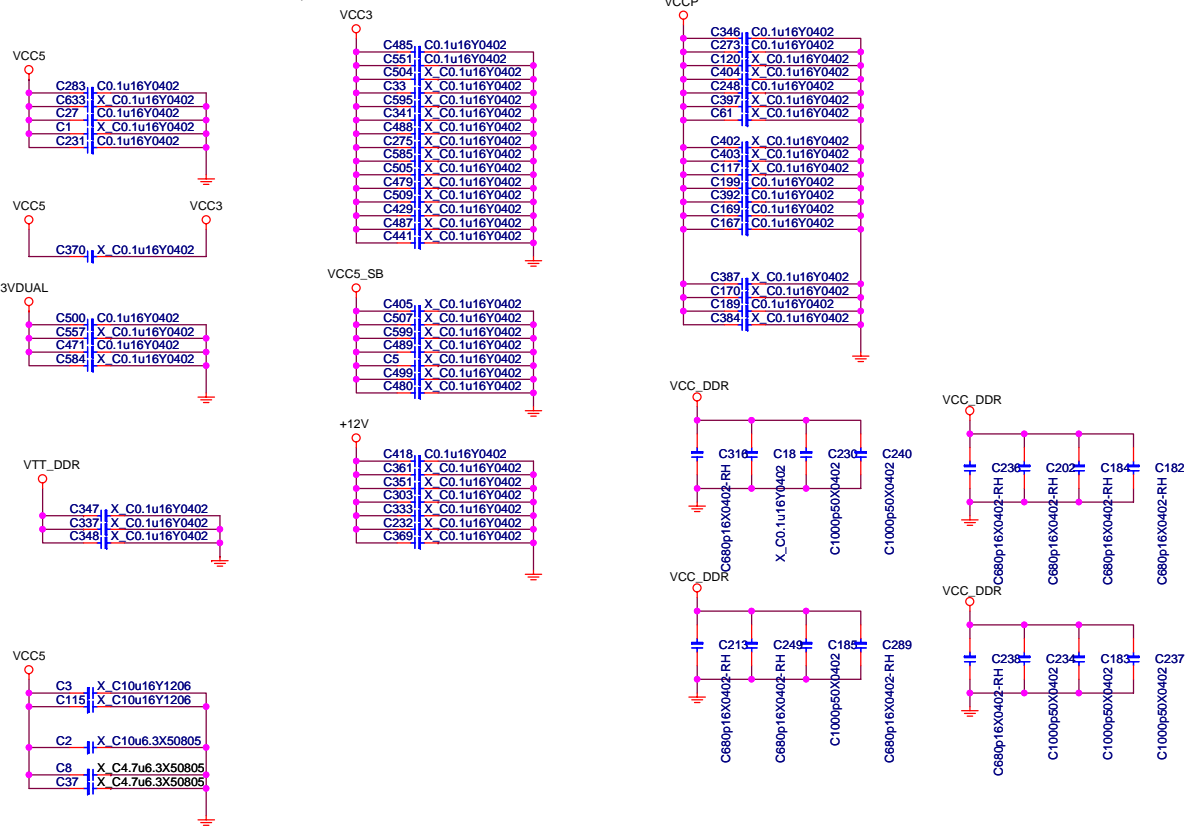 VCC5
C283 C0.1u16Y0402
C633 X_C0.1u16Y0402
C27 C0.1u16Y0402
C1 X_C0.1u16Y0402
C231 C0.1u16Y0402
VCC5 VCC3
C370 X_C0.1u16Y0402
3VDUAL
C500 C0.1u16Y0402
C557 X_C0.1u16Y0402
C471 C0.1u16Y0402
C584 X_C0.1u16Y0402
VTT_DDR
C347 X_C0.1u16Y0402
C337 X_C0.1u16Y0402
C348 X_C0.1u16Y0402
VCC5
C3 X_C10u16Y1206
C115 X_C10u16Y1206
C2 X_C10u6.3X50805
C8 X_C4.7u6.3X50805
C37 X_C4.7u6.3X50805
VCC3
C485 C0.1u16Y0402
C551 C0.1u16Y0402
C504 X_C0.1u16Y0402
C33 X_C0.1u16Y0402
C595 X_C0.1u16Y0402
C341 X_C0.1u16Y0402
C488 X_C0.1u16Y0402
C275 X_C0.1u16Y0402
C585 X_C0.1u16Y0402
C505 X_C0.1u16Y0402
C479 X_C0.1u16Y0402
C509 X_C0.1u16Y0402
C429 X_C0.1u16Y0402
C487 X_C0.1u16Y0402
C441 X_C0.1u16Y0402
VCC5_SB
C405 X_C0.1u16Y0402
C507 X_C0.1u16Y0402
C599 X_C0.1u16Y0402
C489 X_C0.1u16Y0402
C5 X_C0.1u16Y0402
C499 X_C0.1u16Y0402
C480 X_C0.1u16Y0402
+12V
C418 C0.1u16Y0402
C361 X_C0.1u16Y0402
C351 X_C0.1u16Y0402
C303 X_C0.1u16Y0402
C333 X_C0.1u16Y0402
C232 X_C0.1u16Y0402
C369 X_C0.1u16Y0402
VCCP
C346 C0.1u16Y0402
C273 C0.1u16Y0402
C120 X_C0.1u16Y0402
C404 X_C0.1u16Y0402
C248 C0.1u16Y0402
C397 X_C0.1u16Y0402
C61 X_C0.1u16Y0402
C402 X_C0.1u16Y0402
C403 X_C0.1u16Y0402
C117 X_C0.1u16Y0402
C199 C0.1u16Y0402
C392 C0.1u16Y0402
C169 C0.1u16Y0402
C167 C0.1u16Y0402
C387 X_C0.1u16Y0402
C170 X_C0.1u16Y0402
C189 C0.1u16Y0402
C384 X_C0.1u16Y0402
VCC_DDR
C316 C18 C230 C240
C680p16X0402-RH
X_C0.1u16Y0402
C1000p50X0402
C1000p50X0402
VCC_DDR
C236 C202 C184 C182
C680p16X0402-RH
C680p16X0402-RH
C680p16X0402-RH
C680p16X0402-RH
VCC_DDR
C213 C249 C185 C289
C680p16X0402-RH
C680p16X0402-RH
C1000p50X0402
C680p16X0402-RH
VCC_DDR
C238 C234 C183 C237
C680p16X0402-RH
C1000p50X0402
C1000p50X0402
C1000p50X0402